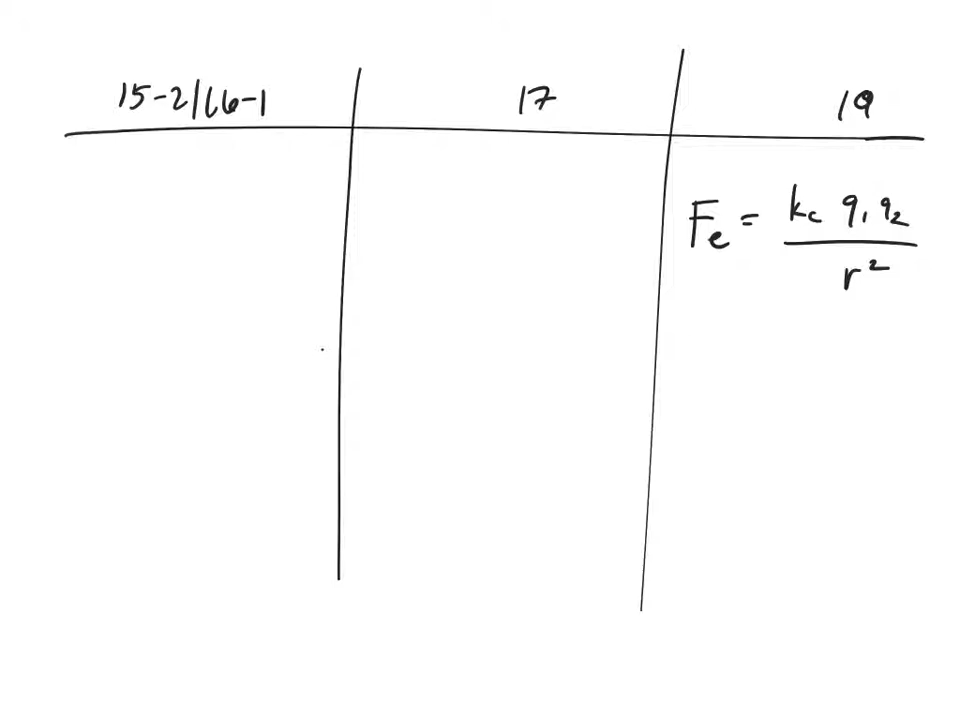 15-2/16-1
17
19
Fe = kc q1 q2 / r²